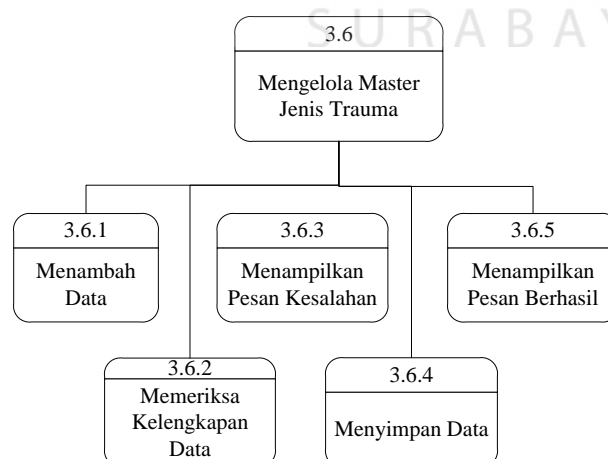 SURABAY
3.6
Mengelola Master
Jenis Trauma
3.6.1
Menambah
Data
3.6.3
Menampilkan
Pesan Kesalahan
3.6.5
Menampilkan
Pesan Berhasil
3.6.2
Memeriksa
Kelengkapan
Data
3.6.4
Menyimpan Data